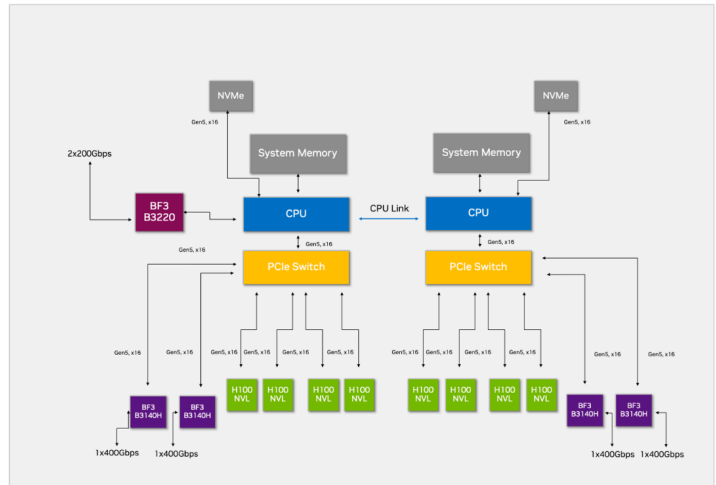 NVMe
NVMe
Gen5, x16
Gen5, x16
System Memory
System Memory
2x200Gbps
BF3
B3220
CPU
CPU Link
CPU
Gen5, x16
Gen5, x16
Gen5, x16
PCIe Switch
PCIe Switch
Gen5, x16
Gen5, x16
Gen5, x16
Gen5, x16
Gen5, x16
Gen5, x16
Gen5, x16
Gen5, x16
Gen5, x16
Gen5, x16
Gen5, x16
Gen5, x16
H100
NVL
H100
NVL
H100
NVL
H100
NVL
H100
NVL
H100
NVL
H100
NVL
H100
NVL
BF3
B3140H
BF3
B3140H
BF3
B3140H
BF3
B3140H
1x400Gbps
1x400Gbps
1x400Gbps
1x400Gbps